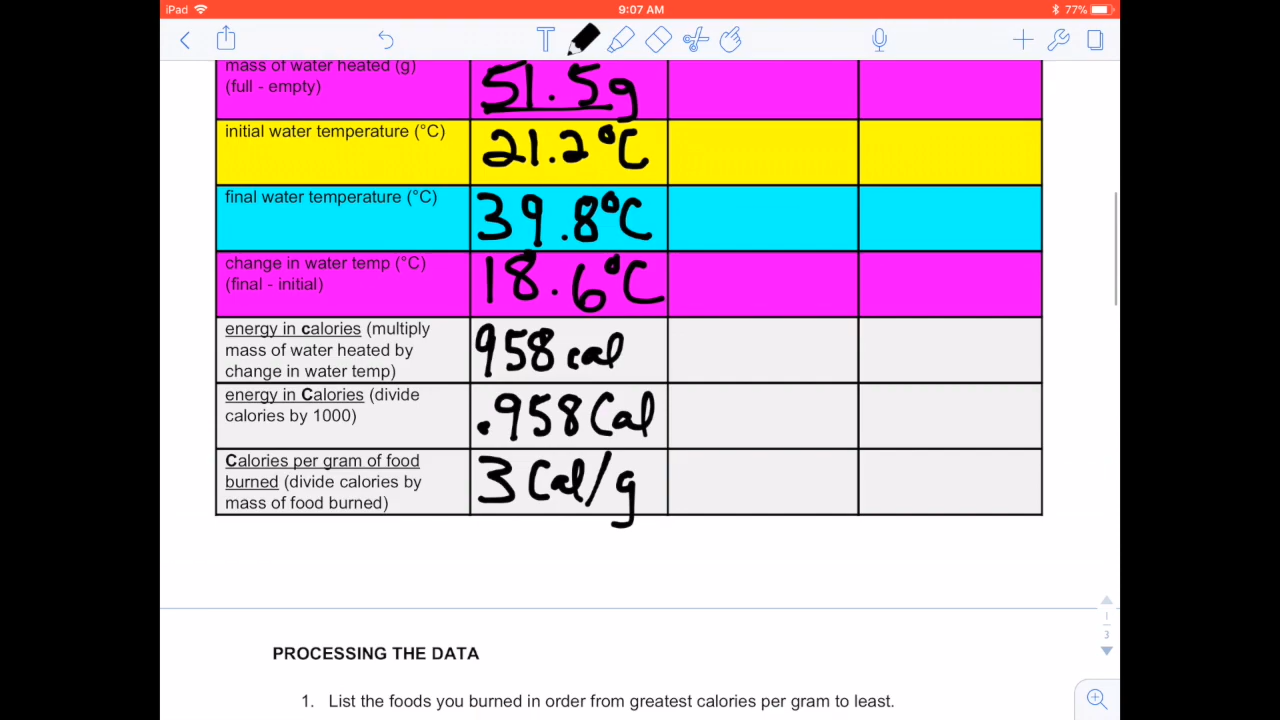 iPad 9:07 AM 77%
T
mass of water heated (g)
(full - empty)
51.5g
initial water temperature (°C)
21.2°C
final water temperature (°C)
39.8°C
change in water temp (°C)
(final - initial)
18.6°C
energy in calories (multiply
mass of water heated by
change in water temp)
958 cal
energy in Calories (divide
calories by 1000)
.958 Cal
Calories per gram of food
burned (divide calories by
mass of food burned)
3 Cal/g
1
3
PROCESSING THE DATA
1. List the foods you burned in order from greatest calories per gram to least.